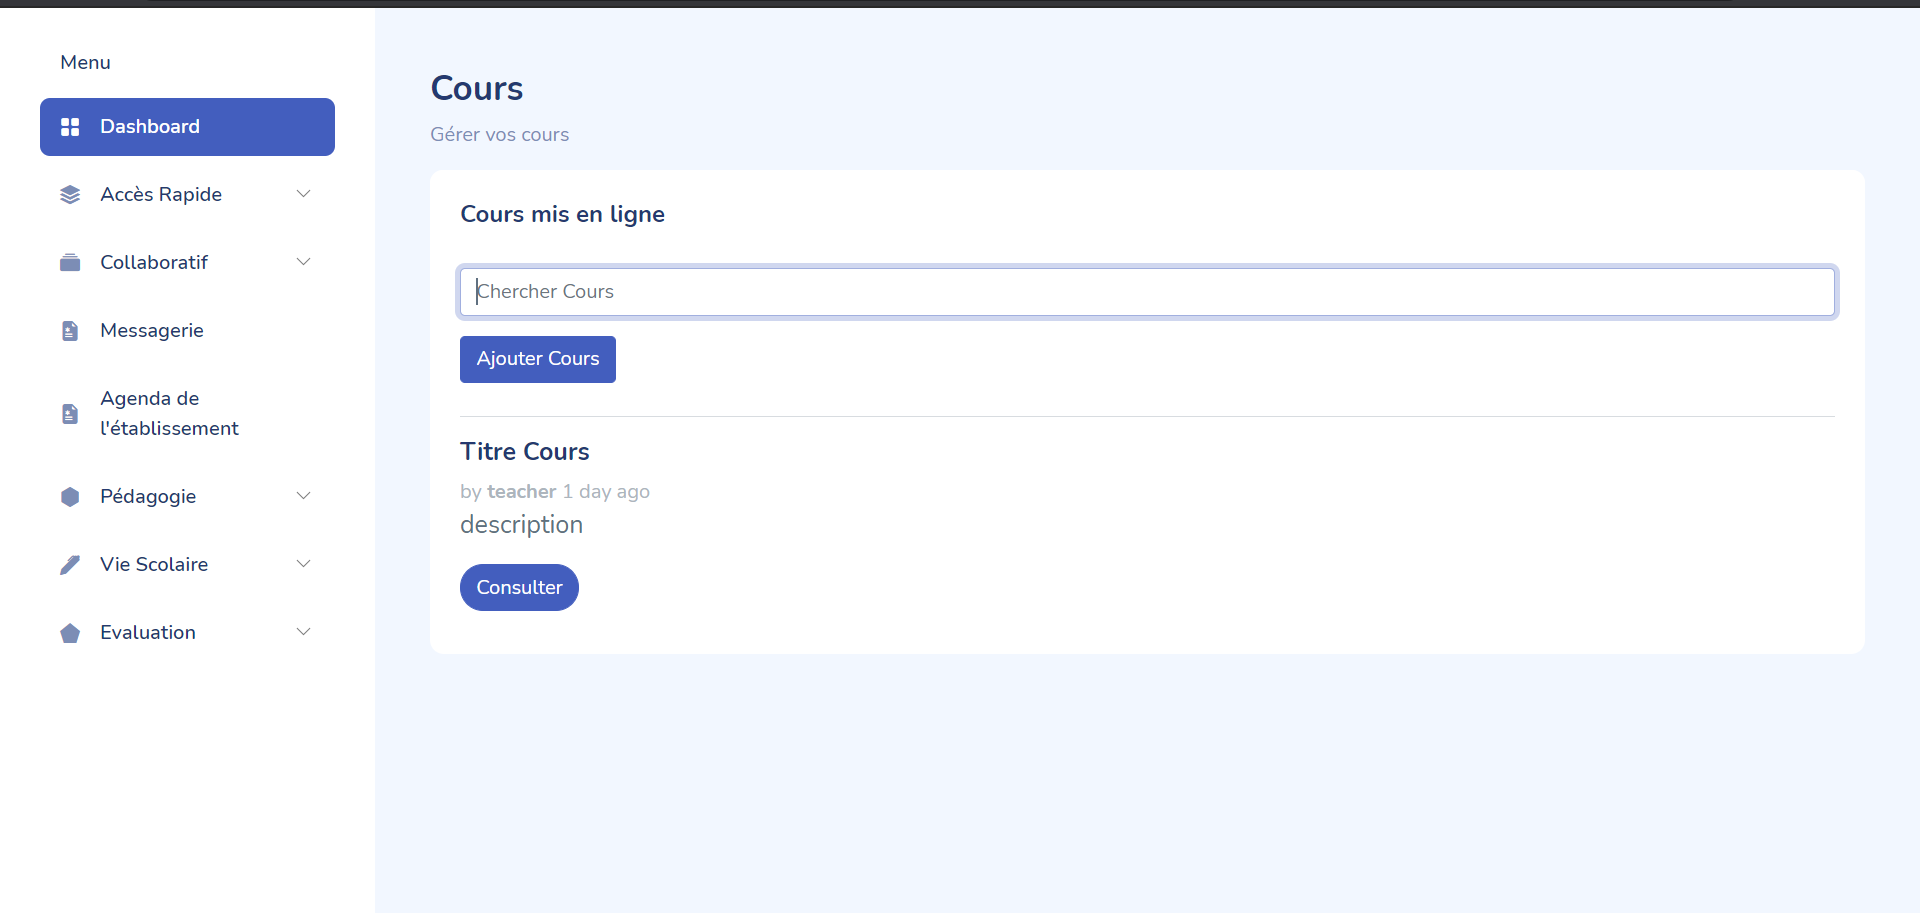 Menu
Dashboard
Accès Rapide
Collaboratif
Messagerie
Agenda de
l'établissement
Pédagogie
Vie Scolaire
Evaluation
Cours
Gérer vos cours
Cours mis en ligne
Chercher Cours
Ajouter Cours
Titre Cours
by teacher 1 day ago
description
Consulter